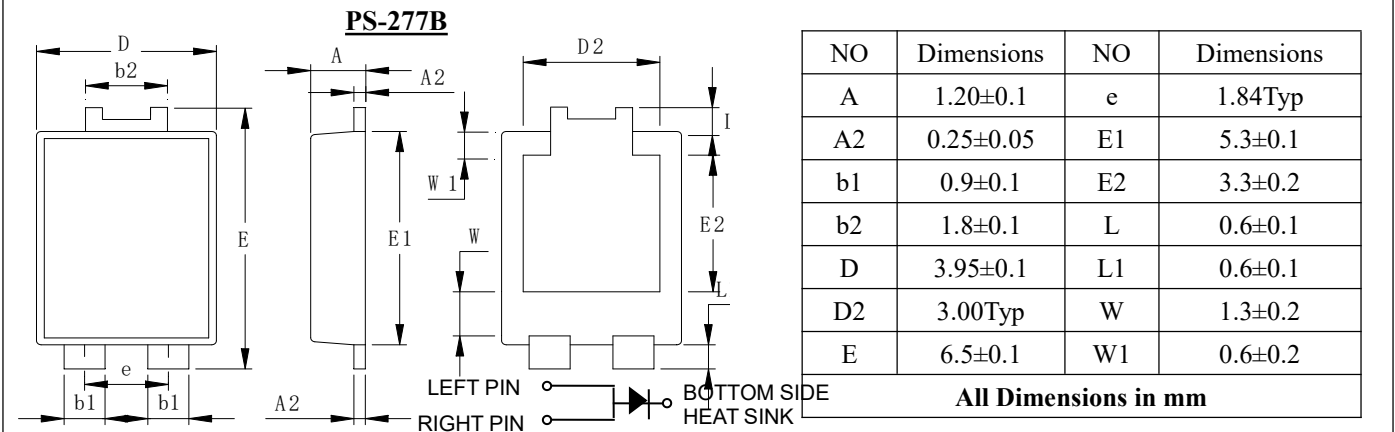 PS-277B
D
b2
E
e
b1 b1
A
A2
E1
A2
D2
I
W1
W
E2
L
LEFT PIN
RIGHT PIN
BOTTOM SIDE
HEAT SINK
NO Dimensions NO Dimensions
A 1.20±0.1 e 1.84Typ
A2 0.25±0.05 E1 5.3±0.1
b1 0.9±0.1 E2 3.3±0.2
b2 1.8±0.1 L 0.6±0.1
D 3.95±0.1 L1 0.6±0.1
D2 3.00Typ W 1.3±0.2
E 6.5±0.1 W1 0.6±0.2
All Dimensions in mm